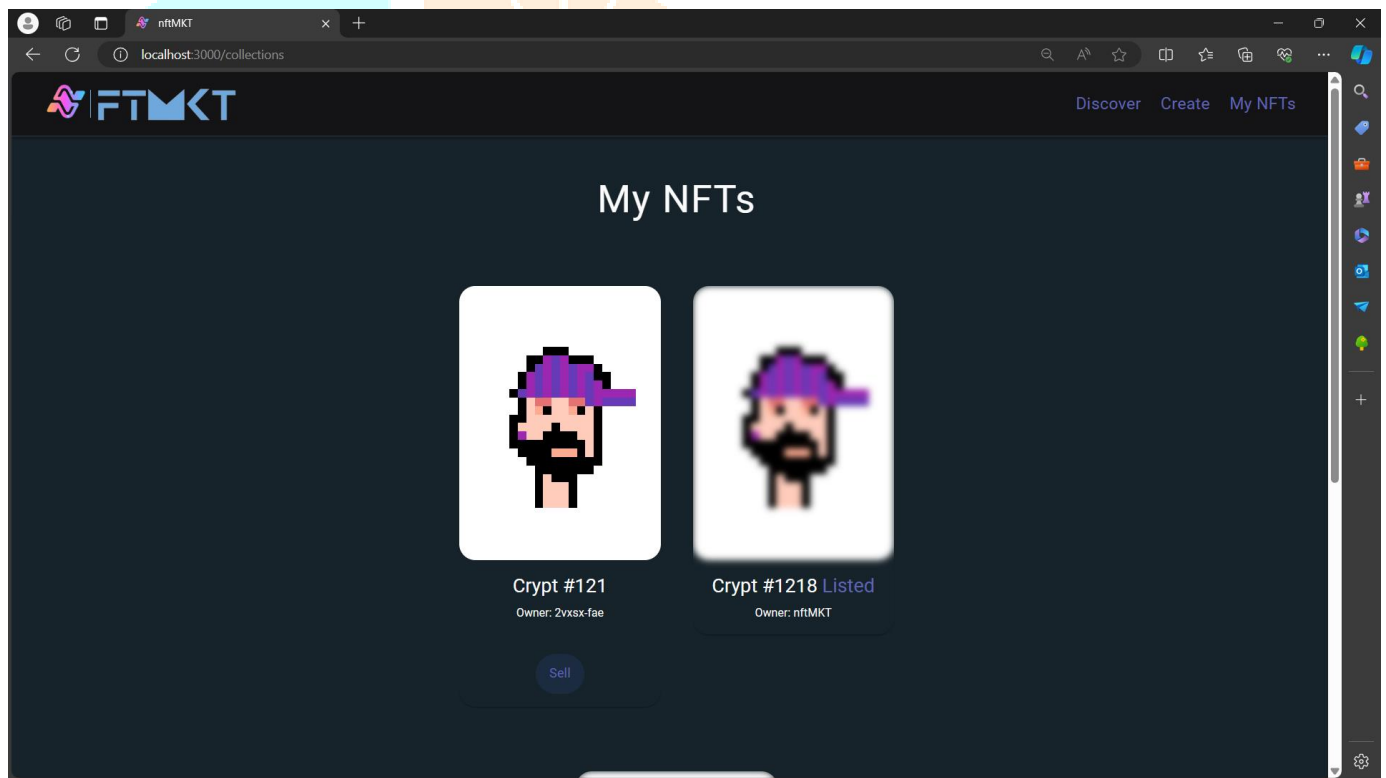 nftMKT
localhost:3000/collections
FTMKT
Discover Create My NFTs
My NFTs
Crypt #121
Owner: 2vxsx-fae
Sell
Crypt #1218 Listed
Owner: nftMKT